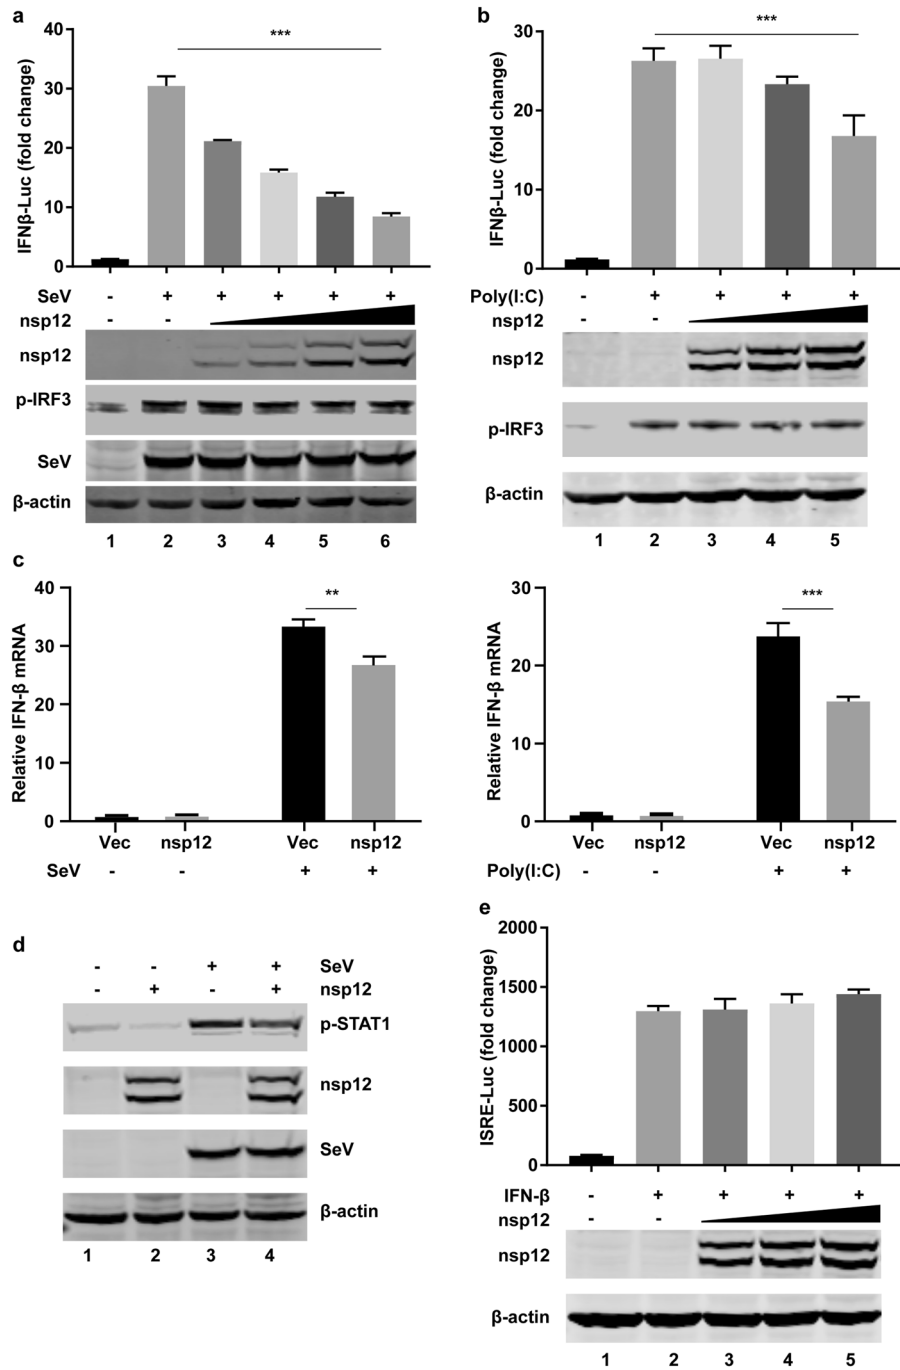 a
IFNβ-Luc (fold change)
40
30
20
10
0
***
SeV - + + + + +
nsp12 - -
nsp12
p-IRF3
SeV
β-actin
1 2 3 4 5 6
b
IFNβ-Luc (fold change)
30
20
10
0
***
Poly(I:C) - + + + +
nsp12 - -
nsp12
p-IRF3
β-actin
1 2 3 4 5
c
Relative IFN-β mRNA
40
30
20
10
0
**
Vec nsp12 Vec nsp12
SeV - - + +
Relative IFN-β mRNA
30
20
10
0
***
Vec nsp12 Vec nsp12
Poly(I:C) - - + +
d
- - + + SeV
- + - + nsp12
p-STAT1
nsp12
SeV
β-actin
1 2 3 4
e
ISRE-Luc (fold change)
2000
1500
1000
500
0
IFN-β - + + + +
nsp12 - -
nsp12
β-actin
1 2 3 4 5